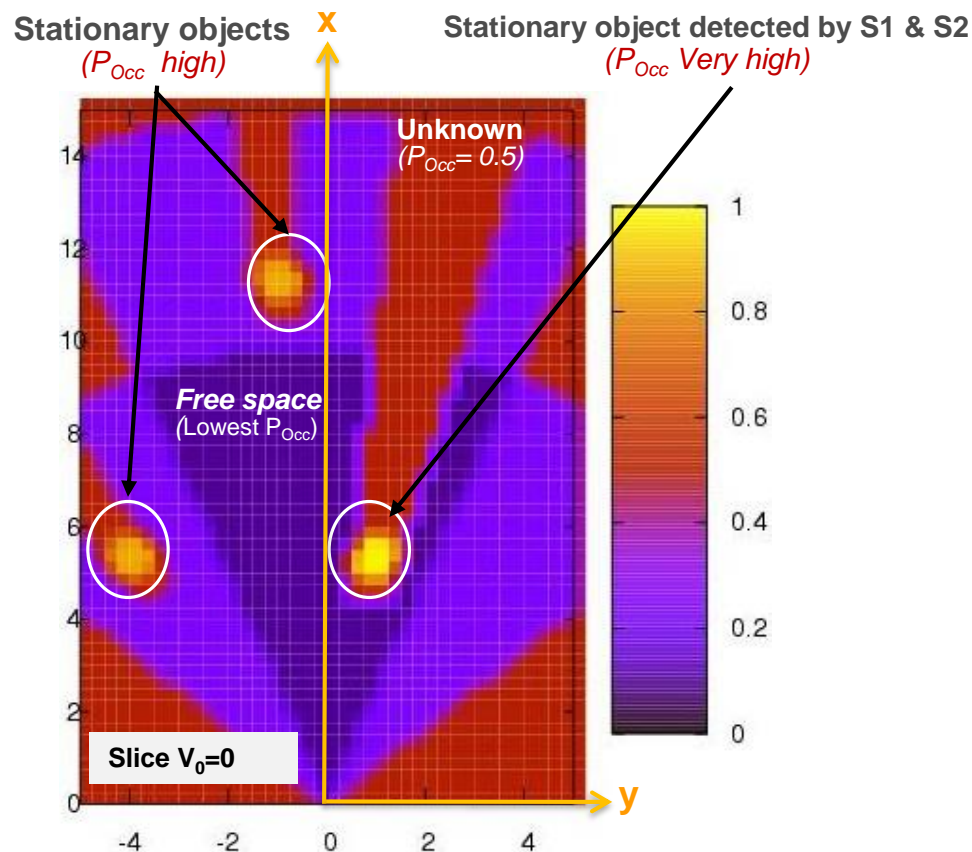 Stationary objects
(P_Occ high)
x
Stationary object detected by S1 & S2
(P_Occ Very high)
Unknown
(P_Occ= 0.5)
14
12
10
8
6
4
2
0
Free space
(Lowest P_Occ)
Slice V_0=0
y
-4
-2
0
2
4
1
0.8
0.6
0.4
0.2
0